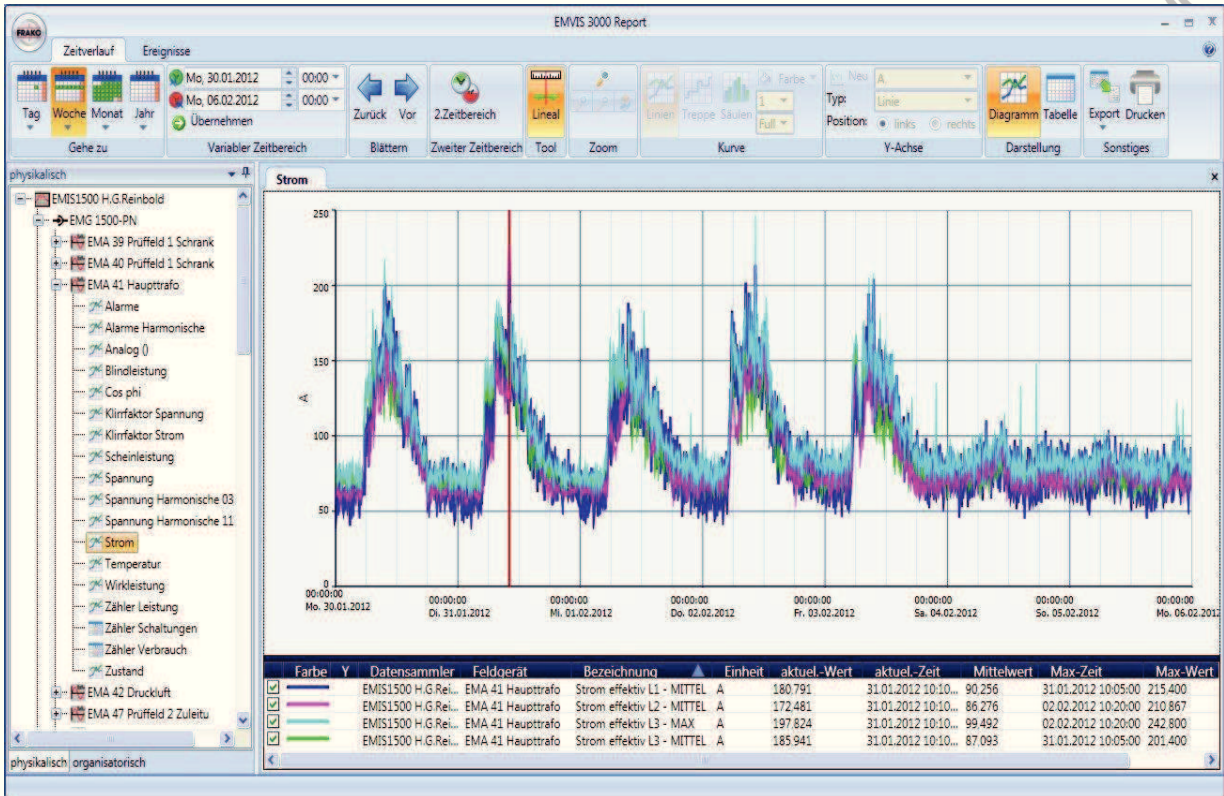 EMVIS 3000 Report
FRAKO
Zeitverlauf Ereignisse
Mo, 30.01.2012 00:00
Mo, 06.02.2012 00:00
Übernehmen
Tag Woche Monat Jahr
Zurück Vor
2.Zeitbereich
Lineal
Linien Treppe Säulen
Farbe
1
Full
Neu A
Typ: Linie
Position: links rechts
Diagramm Tabelle
Export Drucken
Gehe zu Variabler Zeitbereich Blättern Zweiter Zeitbereich Tool Zoom Kurve Y-Achse Darstellung Sonstiges
physikalisch
EMIS1500 H.G.Reinbold
EMG 1500-PN
EMA 39 Prüffeld 1 Schrank
EMA 40 Prüffeld 1 Schrank
EMA 41 Haupttrafo
Alarme
Alarme Harmonische
Analog ()
Blindleistung
Cos phi
Klirrfaktor Spannung
Klirrfaktor Strom
Scheinleistung
Spannung
Spannung Harmonische 03
Spannung Harmonische 11
Strom
Temperatur
Wirkleistung
Zähler Leistung
Zähler Schaltungen
Zähler Verbrauch
Zustand
EMA 42 Druckluft
EMA 47 Prüffeld 2 Zuleitu
physikalisch organisatorisch
Strom
250
200
150
A
100
50
0
00:00:00 00:00:00 00:00:00 00:00:00 00:00:00 00:00:00 00:00:00 00:00:00
Mo. 30.01.2012 Di. 31.01.2012 Mi. 01.02.2012 Do. 02.02.2012 Fr. 03.02.2012 Sa. 04.02.2012 So. 05.02.2012 Mo. 06.02.2012
Farbe Y Datensammler Feldgerät Bezeichnung Einheit aktuel.-Wert aktuel.-Zeit Mittelwert Max-Zeit Max-Wert
EMIS1500 H.G.Rei... EMA 41 Haupttrafo Strom effektiv L1 - MITTEL A 180.791 31.01.2012 10:10... 90.256 31.01.2012 10:05:00 215.400
EMIS1500 H.G.Rei... EMA 41 Haupttrafo Strom effektiv L2 - MITTEL A 172.481 31.01.2012 10:10... 86.276 02.02.2012 10:20:00 210.867
EMIS1500 H.G.Rei... EMA 41 Haupttrafo Strom effektiv L3 - MAX A 197.824 31.01.2012 10:10... 99.492 02.02.2012 10:20:00 242.800
EMIS1500 H.G.Rei... EMA 41 Haupttrafo Strom effektiv L3 - MITTEL A 185.941 31.01.2012 10:10... 87.093 31.01.2012 10:05:00 201.400